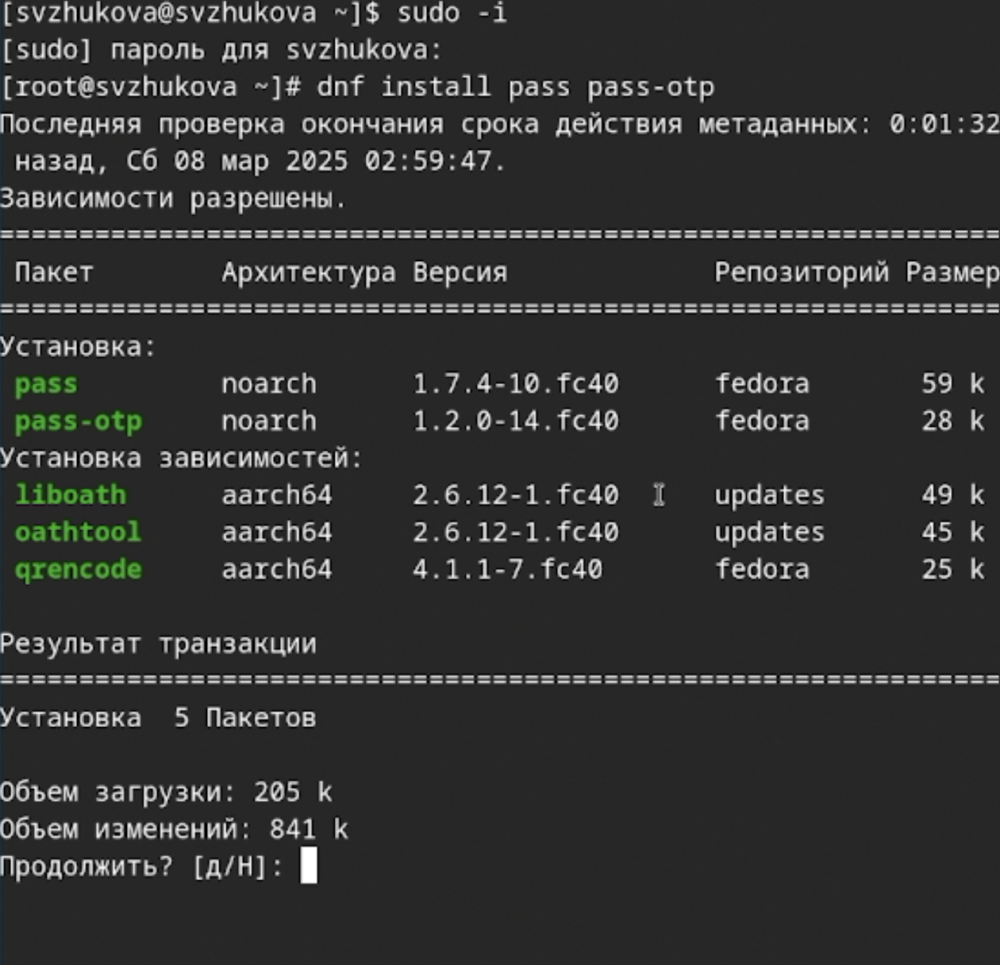 [svzhukova@svzhukova ~]$ sudo -i
[sudo] пароль для svzhukova:
[root@svzhukova ~]# dnf install pass pass-otp
Последняя проверка окончания срока действия метаданных: 0:01:32
назад, Сб 08 мар 2025 02:59:47.
Зависимости разрешены.
================================================================
Пакет Архитектура Версия Репозиторий Размер
================================================================
Установка:
pass noarch 1.7.4-10.fc40 fedora 59 k
pass-otp noarch 1.2.0-14.fc40 fedora 28 k
Установка зависимостей:
liboath aarch64 2.6.12-1.fc40 updates 49 k
oathtool aarch64 2.6.12-1.fc40 updates 45 k
qrencode aarch64 4.1.1-7.fc40 fedora 25 k
Результат транзакции
================================================================
Установка 5 Пакетов
Объем загрузки: 205 k
Объем изменений: 841 k
Продолжить? [д/Н]: